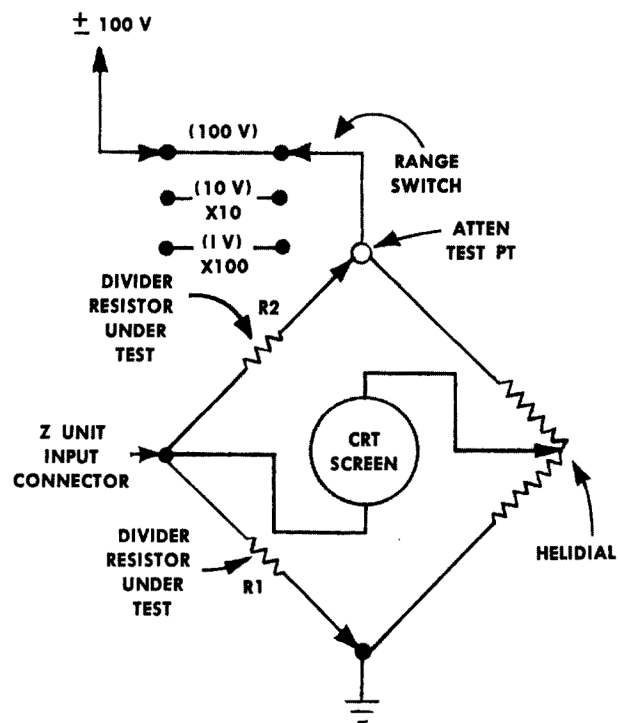 ± 100 V
(100 V)
RANGE
SWITCH
(10 V)
X10
(1 V)
X100
ATTEN
TEST PT
DIVIDER
RESISTOR
UNDER
TEST
R2
Z UNIT
INPUT
CONNECTOR
CRT
SCREEN
HELIDIAL
DIVIDER
RESISTOR
UNDER
TEST
R1